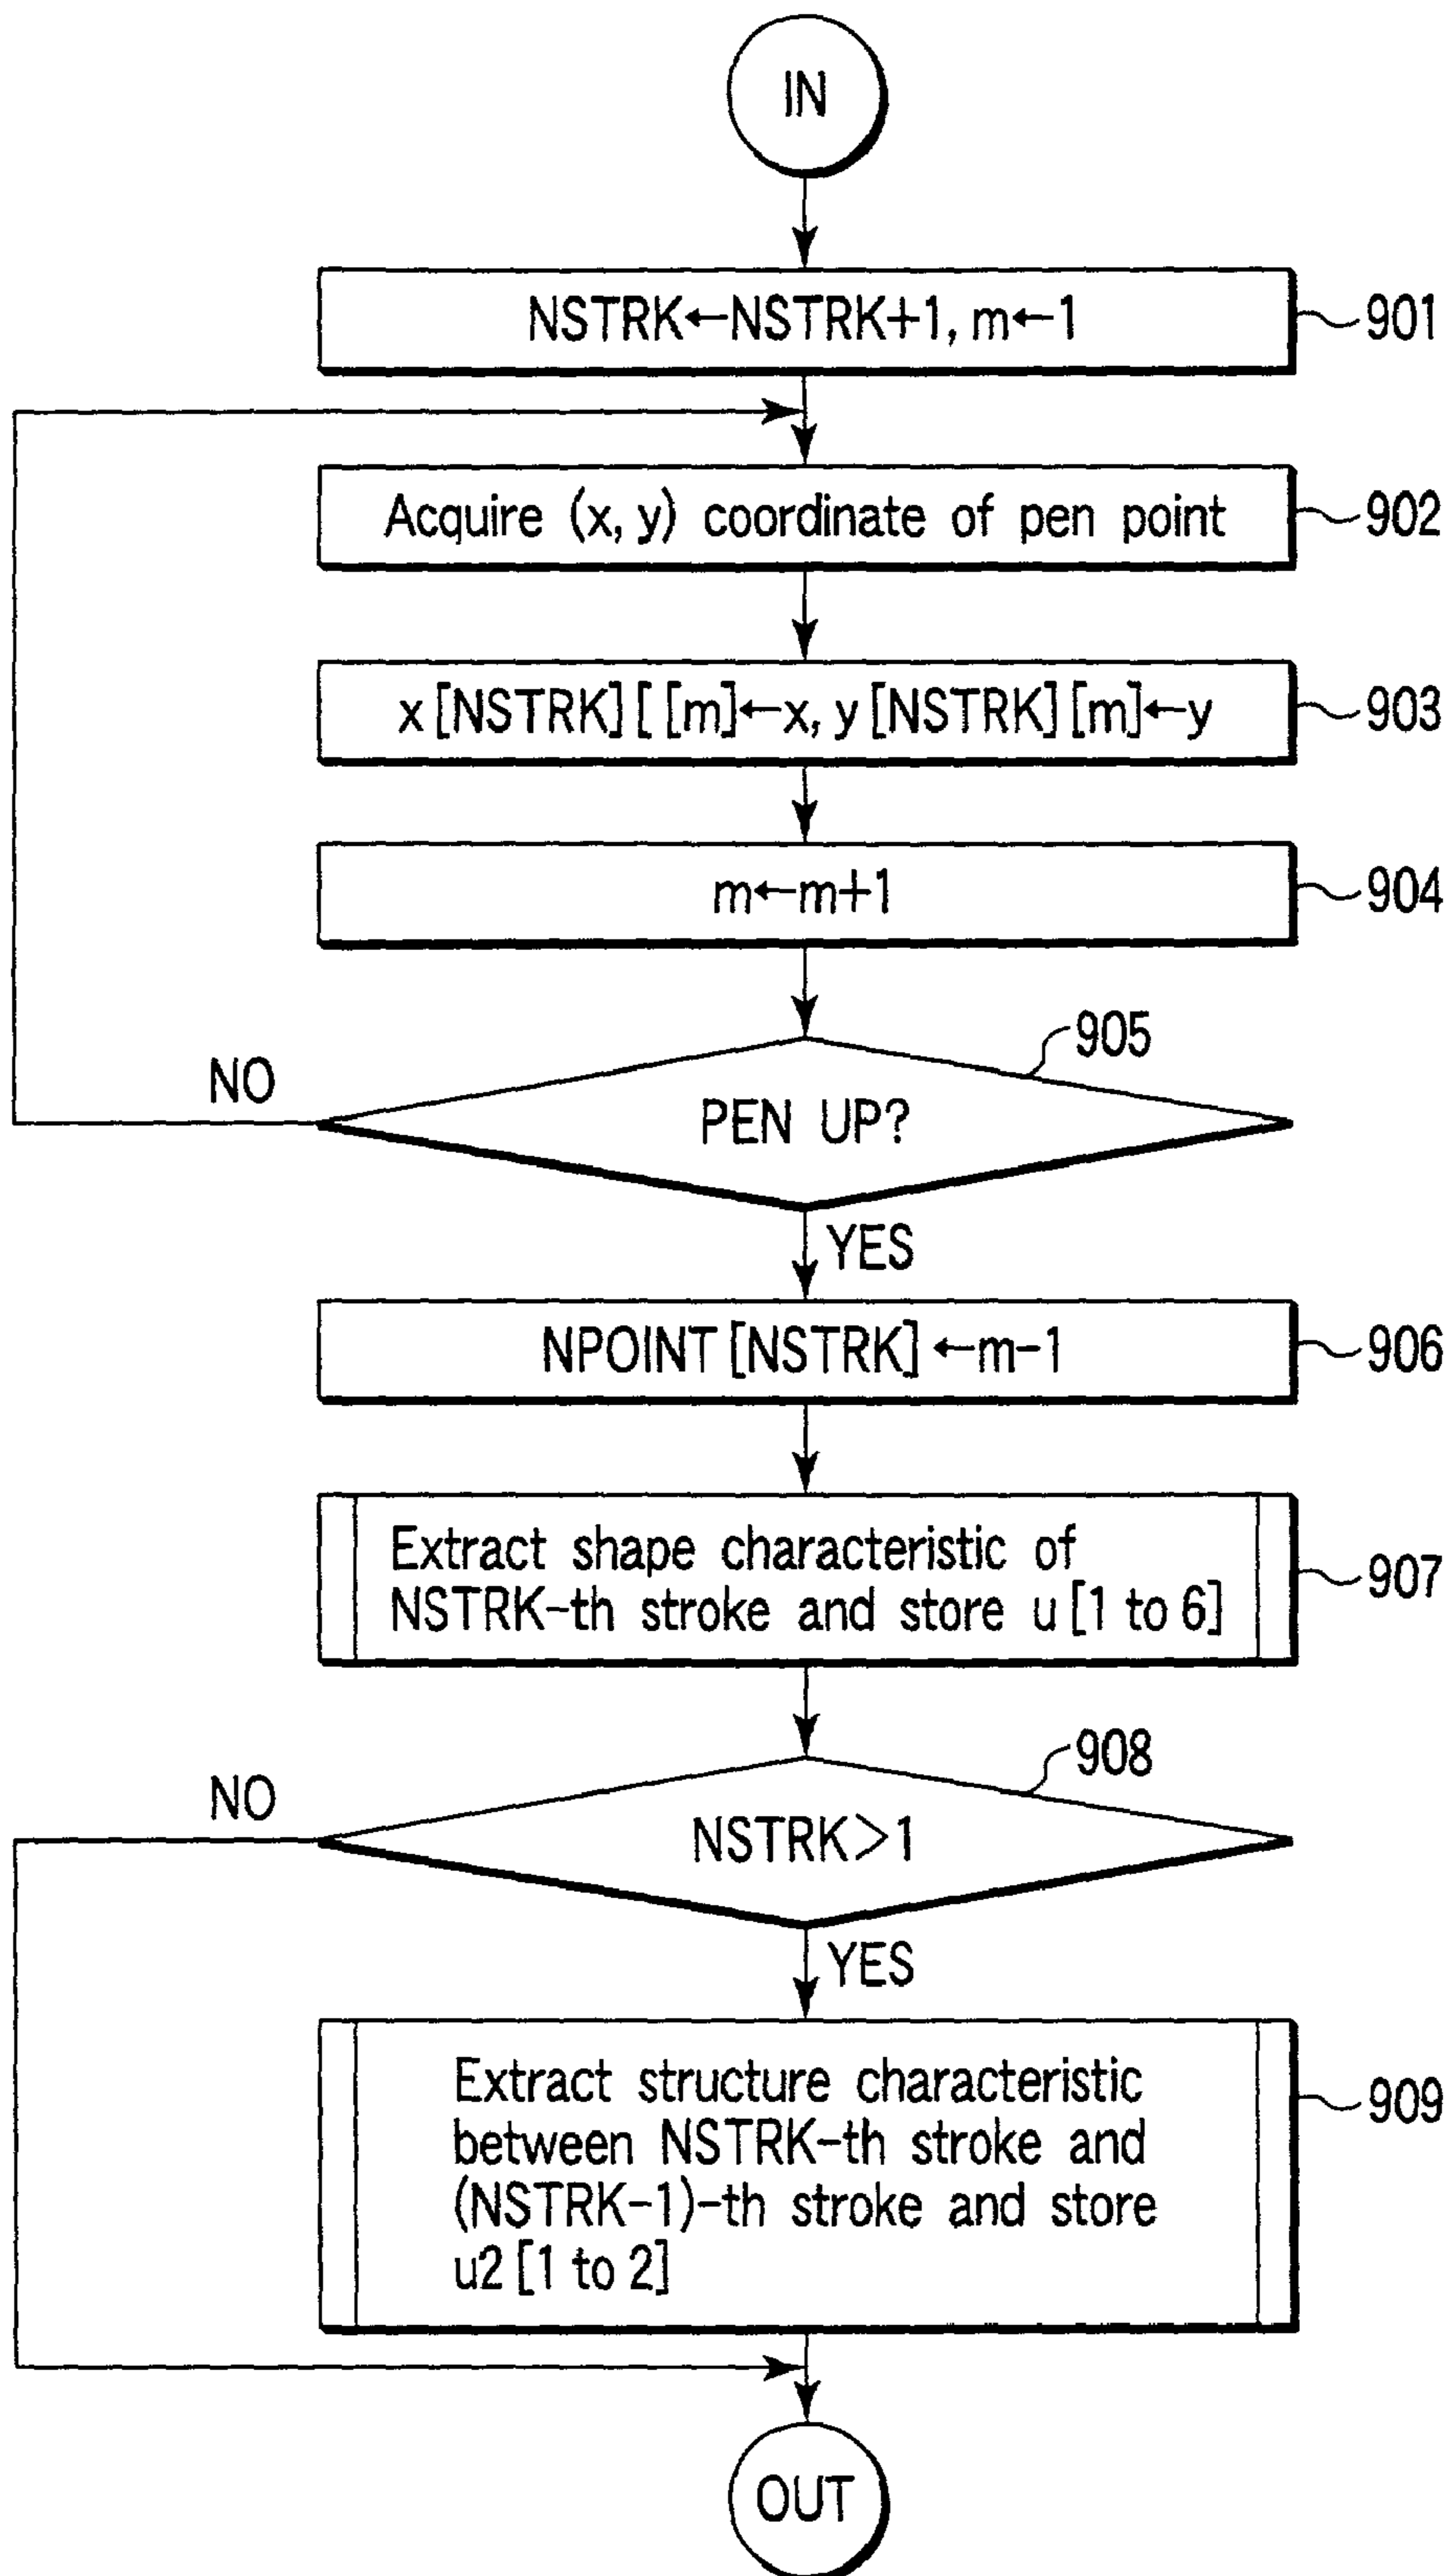 IN
NSTRK←NSTRK+1, m←1
901
Acquire (x, y) coordinate of pen point
902
x [NSTRK] [ [m]←x, y [NSTRK] [m]←y
903
m←m+1
904
905
NO
PEN UP?
YES
NPOINT [NSTRK] ←m-1
906
Extract shape characteristic of
NSTRK-th stroke and store u [1 to 6]
907
908
NO
NSTRK>1
YES
Extract structure characteristic
between NSTRK-th stroke and
(NSTRK-1)-th stroke and store
u2 [1 to 2]
909
OUT